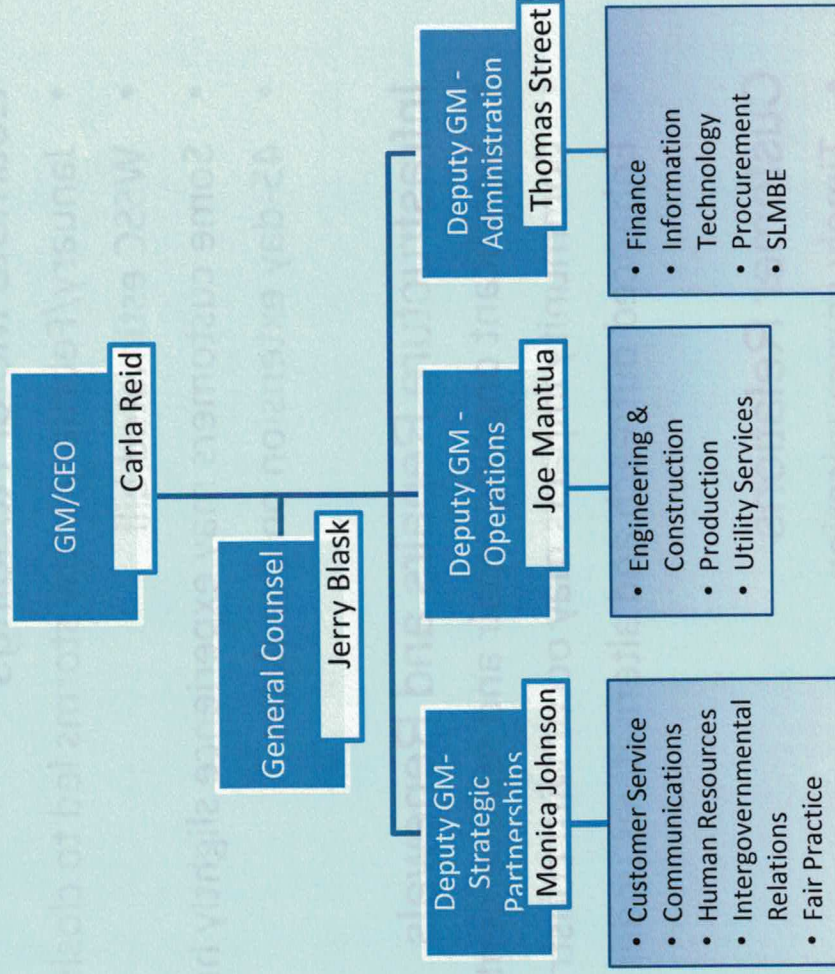 GM/CEO
Carla Reid
General Counsel
Jerry Blask
Deputy GM-
Strategic
Partnerships
Monica Johnson
• Customer Service
• Communications
• Human Resources
• Intergovernmental
Relations
• Fair Practice
Deputy GM -
Operations
Joe Mantua
• Engineering &
Construction
• Production
• Utility Services
Deputy GM -
Administration
Thomas Street
• Finance
• Information
Technology
• Procurement
• SLMBE